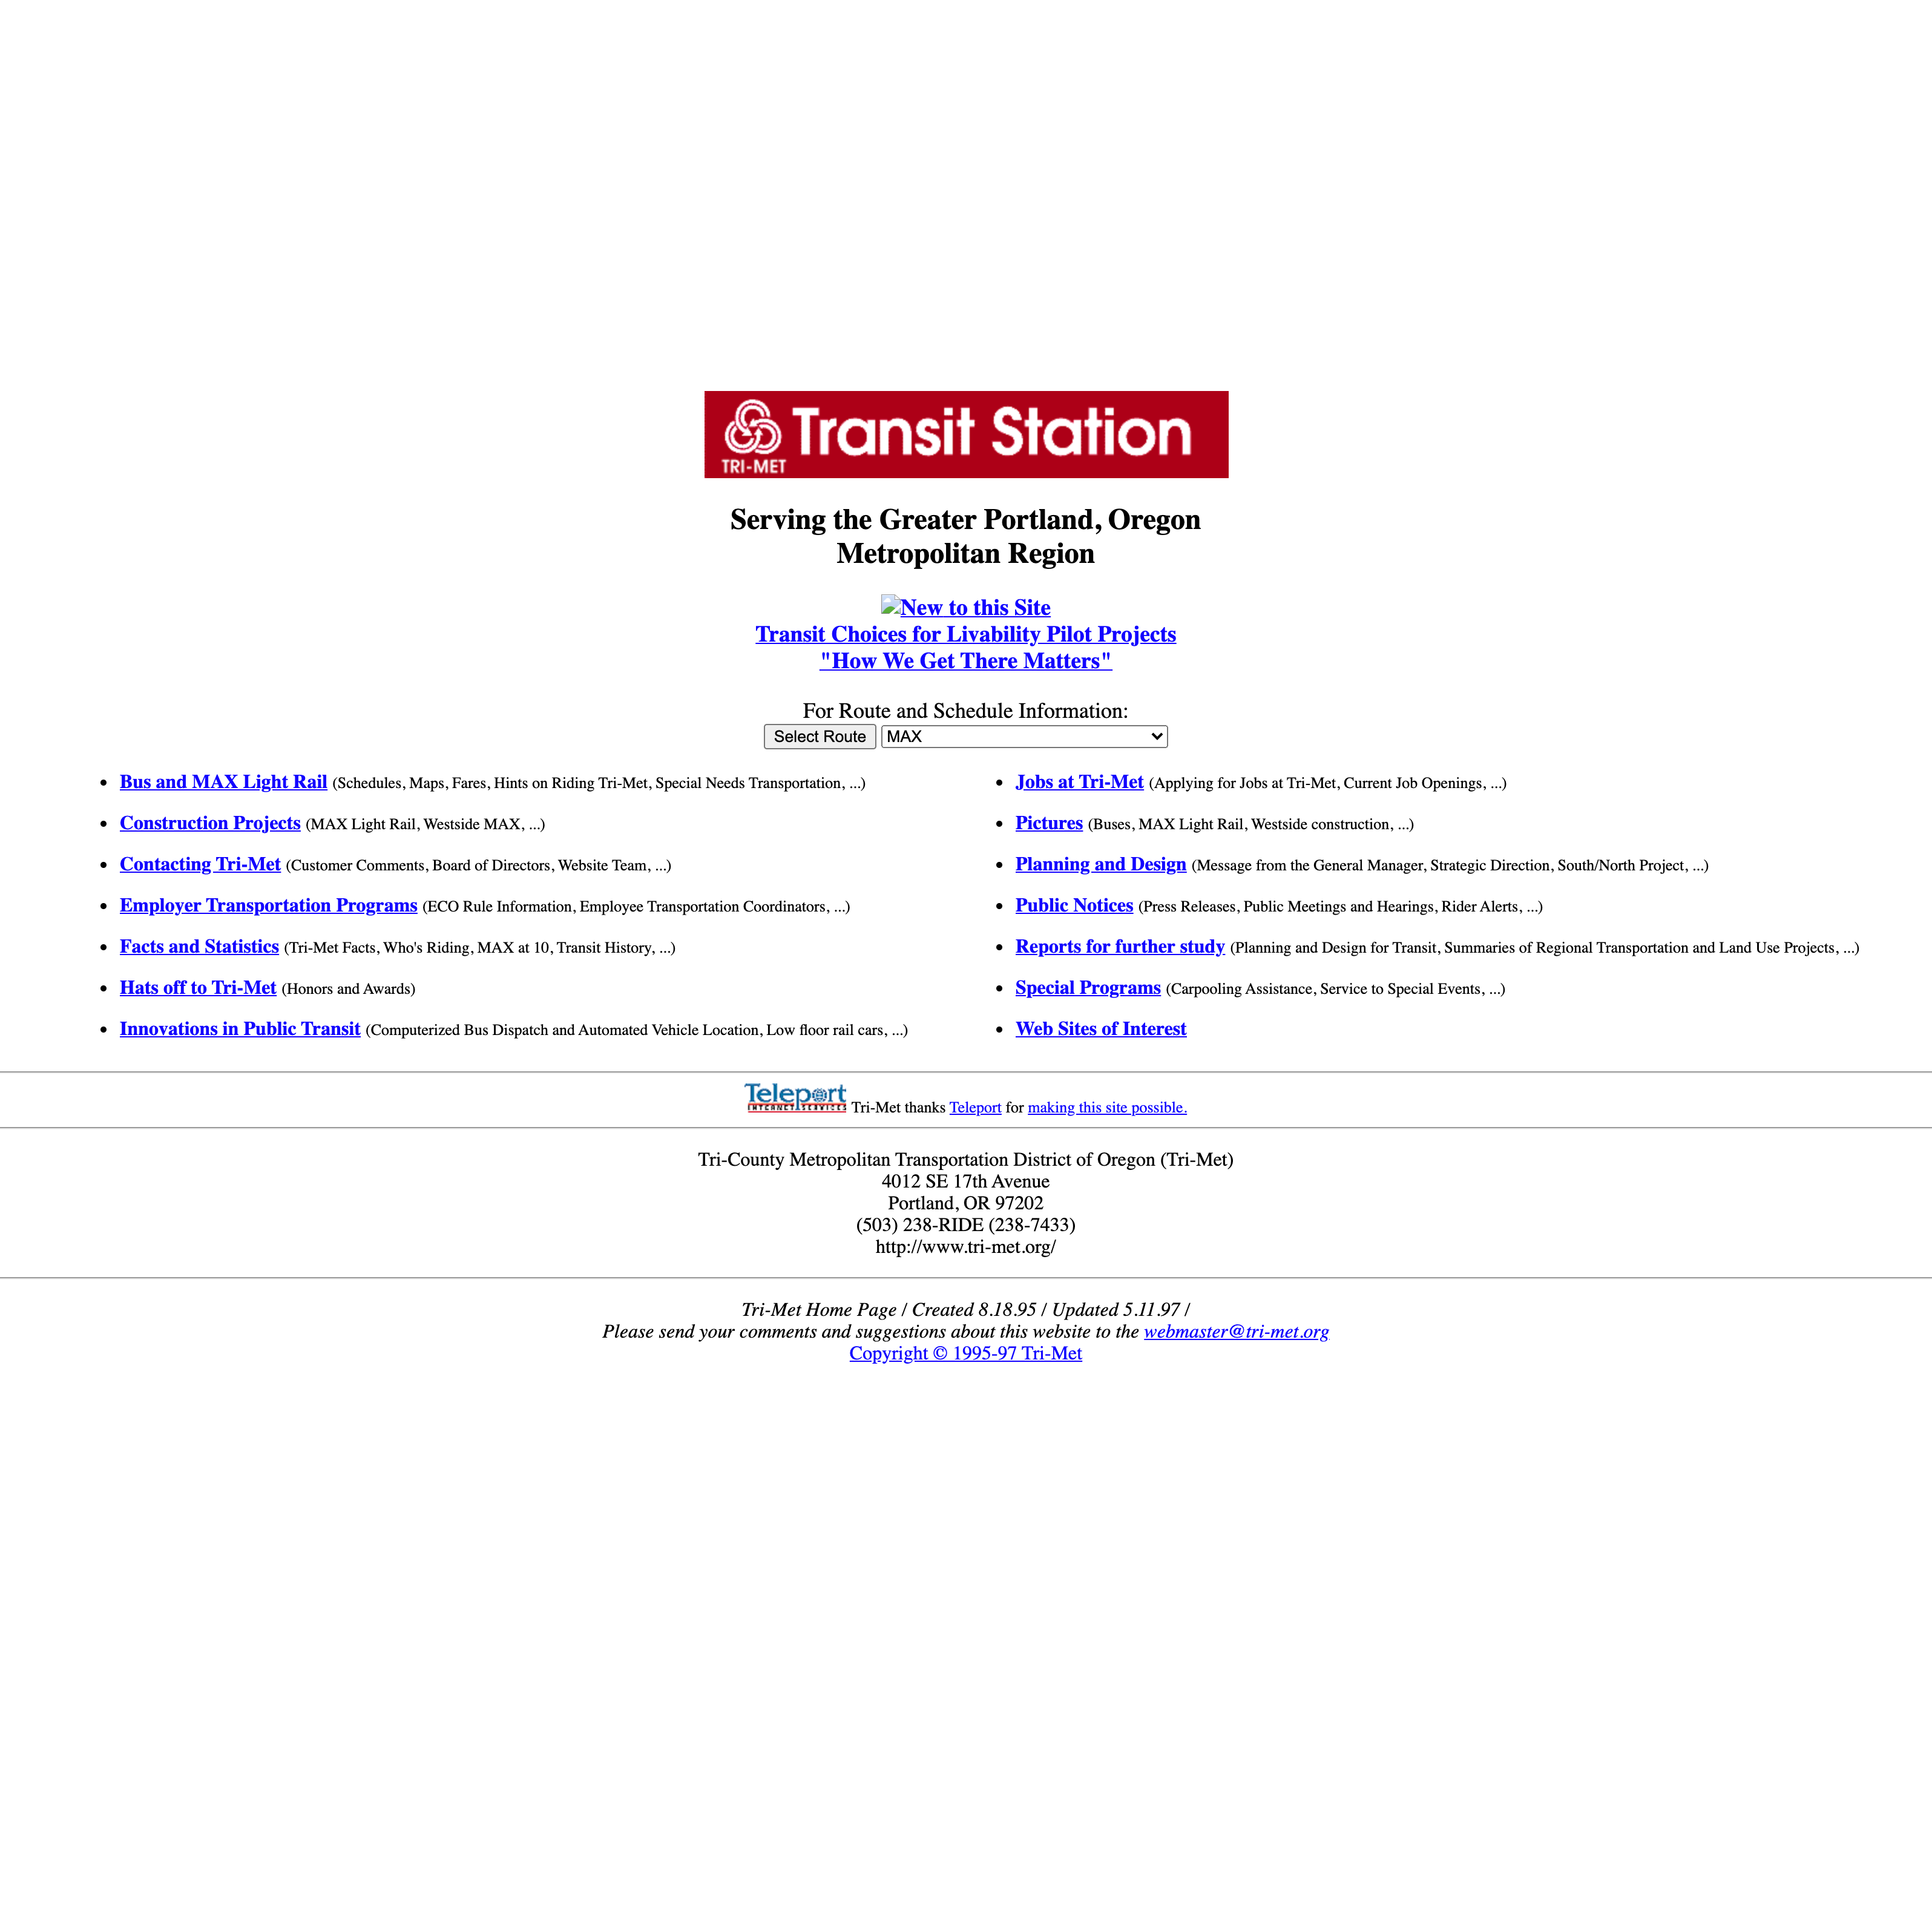 TRI-MET Transit Station
Serving the Greater Portland, Oregon
Metropolitan Region
New to this Site
Transit Choices for Livability Pilot Projects
"How We Get There Matters"
For Route and Schedule Information:
Select Route MAX
Bus and MAX Light Rail (Schedules, Maps, Fares, Hints on Riding Tri-Met, Special Needs Transportation, ...)
Construction Projects (MAX Light Rail, Westside MAX, ...)
Contacting Tri-Met (Customer Comments, Board of Directors, Website Team, ...)
Employer Transportation Programs (ECO Rule Information, Employee Transportation Coordinators, ...)
Facts and Statistics (Tri-Met Facts, Who's Riding, MAX at 10, Transit History, ...)
Hats off to Tri-Met (Honors and Awards)
Innovations in Public Transit (Computerized Bus Dispatch and Automated Vehicle Location, Low floor rail cars, ...)
Jobs at Tri-Met (Applying for Jobs at Tri-Met, Current Job Openings, ...)
Pictures (Buses, MAX Light Rail, Westside construction, ...)
Planning and Design (Message from the General Manager, Strategic Direction, South/North Project, ...)
Public Notices (Press Releases, Public Meetings and Hearings, Rider Alerts, ...)
Reports for further study (Planning and Design for Transit, Summaries of Regional Transportation and Land Use Projects, ...)
Special Programs (Carpooling Assistance, Service to Special Events, ...)
Web Sites of Interest
Teleport
INTERNET SERVICES
Tri-Met thanks Teleport for making this site possible.
Tri-County Metropolitan Transportation District of Oregon (Tri-Met)
4012 SE 17th Avenue
Portland, OR 97202
(503) 238-RIDE (238-7433)
http://www.tri-met.org/
Tri-Met Home Page / Created 8.18.95 / Updated 5.11.97 /
Please send your comments and suggestions about this website to the webmaster@tri-met.org
Copyright © 1995-97 Tri-Met